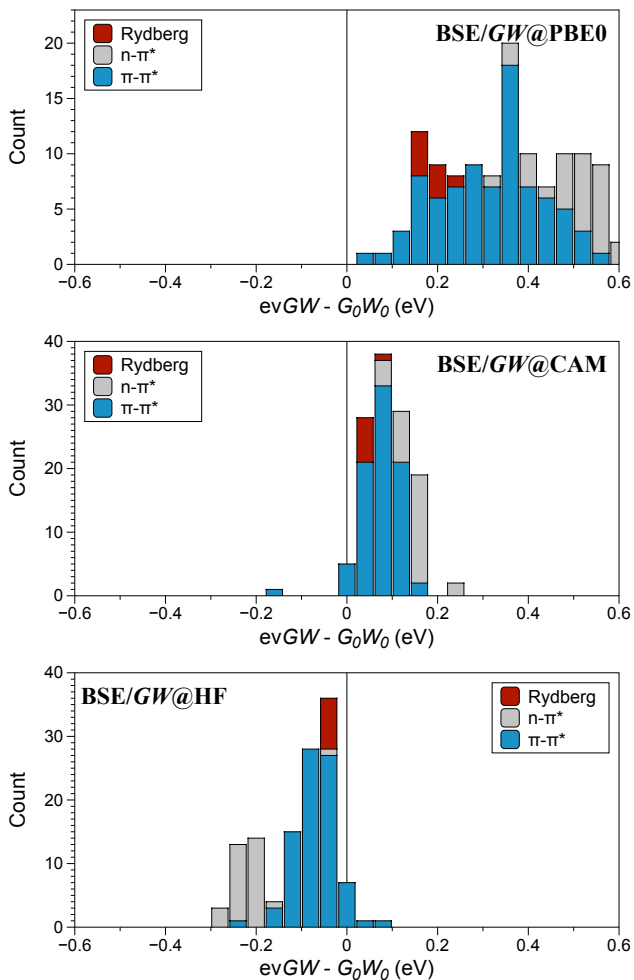 BSE/GW@PBE0
Rydberg
n-π*
π-π*
Count
20
15
10
5
0
−0.6 −0.4 −0.2 0 0.2 0.4 0.6
evGW - G0W0 (eV)
BSE/GW@CAM
Rydberg
n-π*
π-π*
Count
40
30
20
10
0
−0.6 −0.4 −0.2 0 0.2 0.4 0.6
evGW - G0W0 (eV)
BSE/GW@HF
Rydberg
n-π*
π-π*
Count
40
30
20
10
0
−0.6 −0.4 −0.2 0 0.2 0.4 0.6
evGW - G0W0 (eV)